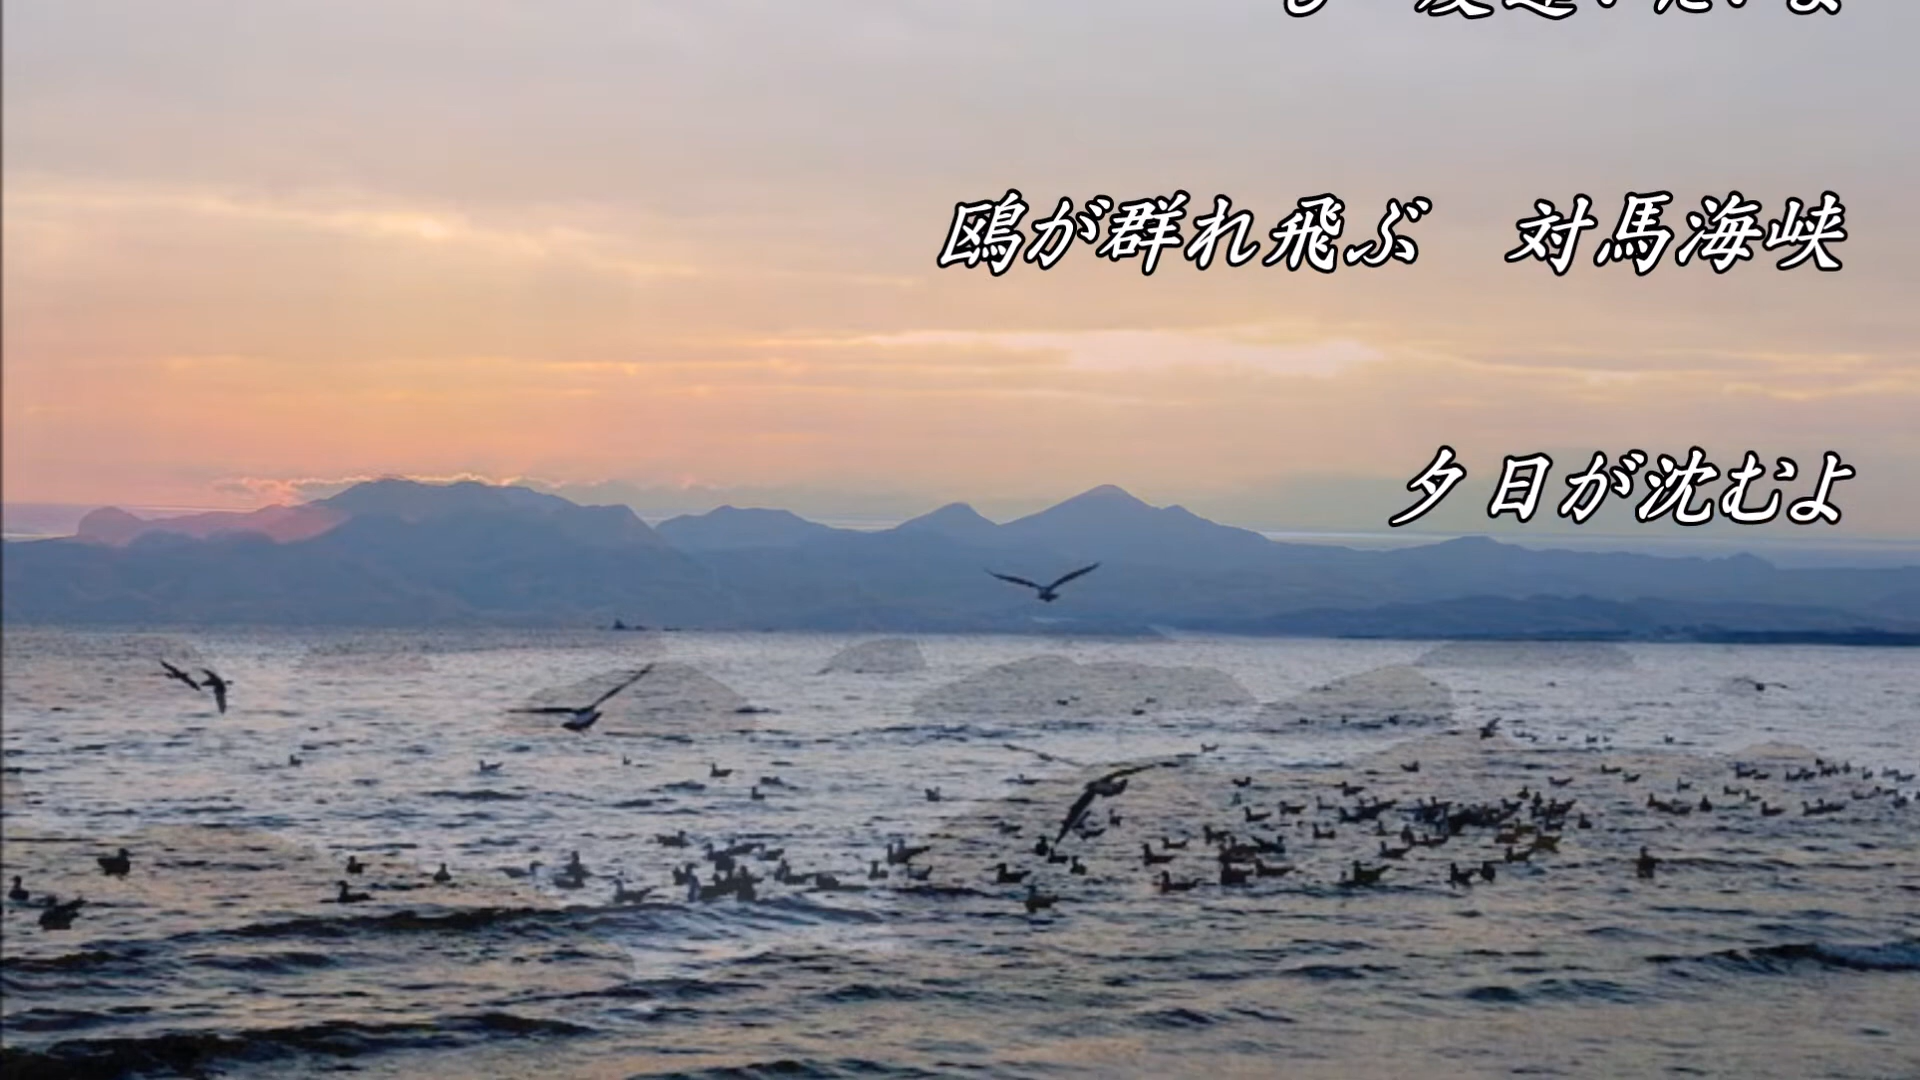 鴎が群れ飛ぶ　対馬海峡
夕日が沈むよ